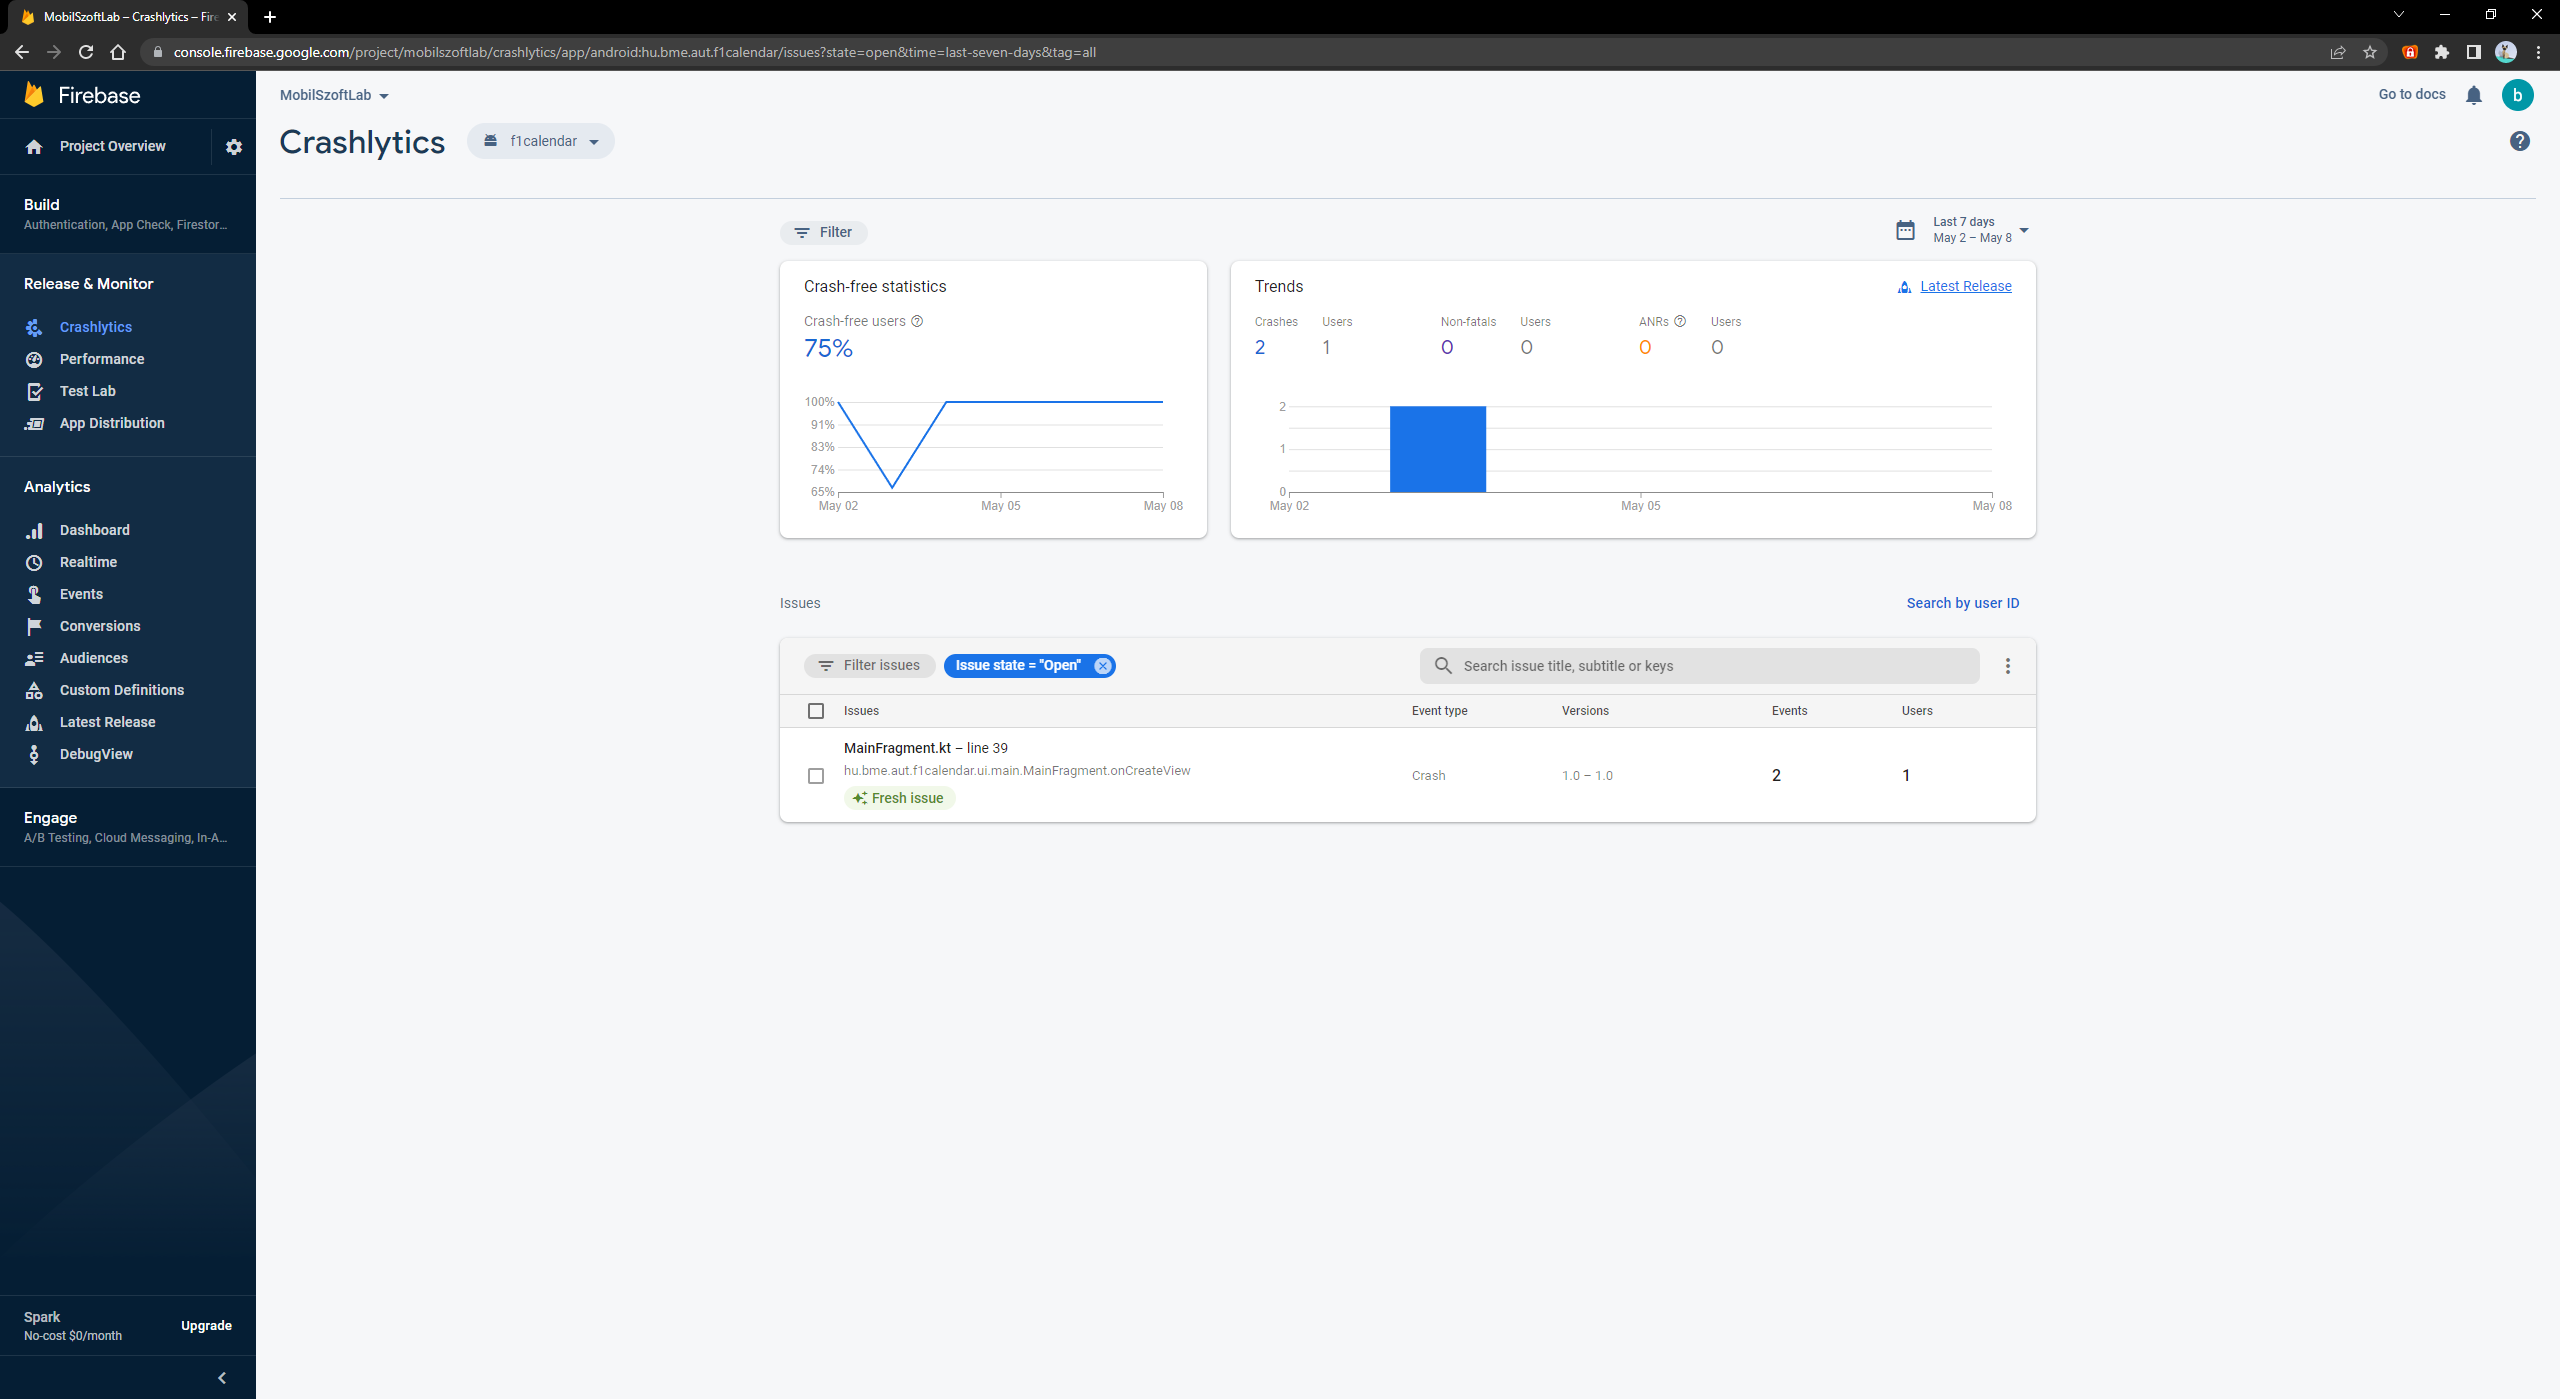 MobilSzoftLab – Crashlytics – Fire
console.firebase.google.com/project/mobilszoftlab/crashlytics/app/android:hu.bme.aut.f1calendar/issues?state=open&time=last-seven-days&tag=all
Firebase
Project Overview
Build
Authentication, App Check, Firestor...
Release & Monitor
Crashlytics
Performance
Test Lab
App Distribution
Analytics
Dashboard
Realtime
Events
Conversions
Audiences
Custom Definitions
Latest Release
DebugView
Engage
A/B Testing, Cloud Messaging, In-A...
Spark
No-cost $0/month
Upgrade
MobilSzoftLab
Go to docs
b
Crashlytics
f1calendar
Filter
Last 7 days
May 2 – May 8
Crash-free statistics
Crash-free users
75%
100%
91%
83%
74%
65%
May 02 May 05 May 08
Trends
Latest Release
Crashes Users Non-fatals Users ANRs Users
2 1 0 0 0 0
2
1
0
May 02 May 05 May 08
Issues
Search by user ID
Filter issues
Issue state = "Open"
Search issue title, subtitle or keys
Issues Event type Versions Events Users
MainFragment.kt – line 39
hu.bme.aut.f1calendar.ui.main.MainFragment.onCreateView
Crash 1.0 – 1.0 2 1
Fresh issue